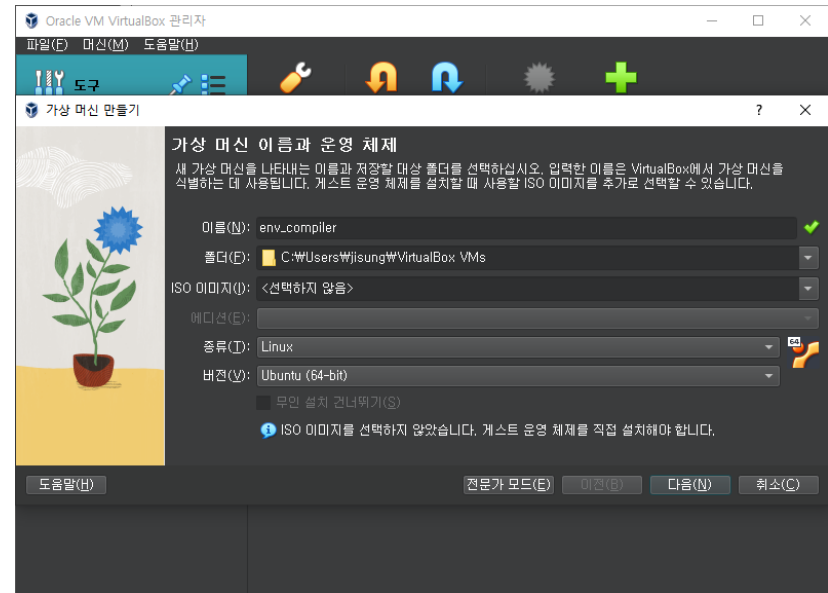 Oracle VM VirtualBox 관리자
파일(F) 머신(M) 도움말(H)
도구
가상 머신 만들기
?
가상 머신 이름과 운영 체제
새 가상 머신을 나타내는 이름과 저장할 대상 폴더를 선택하십시오. 입력한 이름은 VirtualBox에서 가상 머신을
식별하는 데 사용됩니다. 게스트 운영 체제를 설치할 때 사용할 ISO 이미지를 추가로 선택할 수 있습니다.
이름(N): env_compiler
폴더(F): C:₩Users₩jisung₩VirtualBox VMs
ISO 이미지(I): <선택하지 않음>
에디션(E):
종류(T): Linux
64
버전(V): Ubuntu (64-bit)
무인 설치 건너뛰기(S)
ISO 이미지를 선택하지 않았습니다. 게스트 운영 체제를 직접 설치해야 합니다.
도움말(H) 전문가 모드(E) 이전(B) 다음(N) 취소(C)